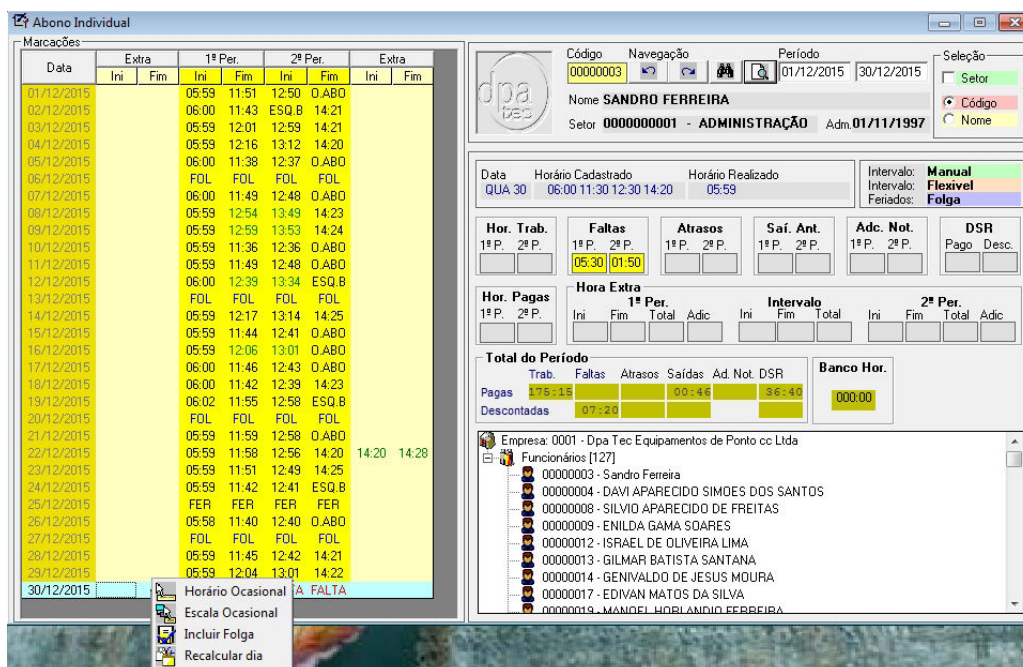 Abono Individual
Marcações
Data Extra 1º Per. 2º Per. Extra
Ini Fim Ini Fim Ini Fim Ini Fim
01/12/2015 05:59 11:51 12:50 O.ABO
02/12/2015 06:00 11:43 ESQ.B 14:21
03/12/2015 05:59 12:01 12:59 14:21
04/12/2015 05:59 12:16 13:12 14:20
05/12/2015 06:00 11:38 12:37 O.ABO
06/12/2015 FOL FOL FOL FOL
07/12/2015 06:00 11:49 12:48 O.ABO
08/12/2015 05:59 12:54 13:49 14:23
09/12/2015 05:59 12:59 13:53 14:24
10/12/2015 05:59 11:36 12:36 O.ABO
11/12/2015 05:59 11:49 12:48 O.ABO
12/12/2015 06:00 12:39 13:34 ESQ.B
13/12/2015 FOL FOL FOL FOL
14/12/2015 05:59 12:17 13:14 14:25
15/12/2015 05:59 11:44 12:41 O.ABO
16/12/2015 05:59 12:06 13:01 O.ABO
17/12/2015 06:00 11:46 12:43 O.ABO
18/12/2015 06:00 11:42 12:39 14:23
19/12/2015 06:02 11:55 12:58 ESQ.B
20/12/2015 FOL FOL FOL FOL
21/12/2015 05:59 11:59 12:58 O.ABO
22/12/2015 05:59 11:58 12:56 14:20 14:20 14:28
23/12/2015 05:59 11:51 12:49 14:25
24/12/2015 05:59 11:42 12:41 ESQ.B
25/12/2015 FER FER FER FER
26/12/2015 05:58 11:40 12:40 O.ABO
27/12/2015 FOL FOL FOL FOL
28/12/2015 05:59 11:45 12:42 14:21
29/12/2015 05:59 12:04 13:01 14:22
30/12/2015 FALTA
Horário Ocasional
Escala Ocasional
Incluir Folga
Recalcular dia
dpa
tec
Código Navegação Período
00000003 01/12/2015 30/12/2015
Nome SANDRO FERREIRA
Setor 0000000001 - ADMINISTRAÇÃO Adm. 01/11/1997
Seleção
Setor
Código
Nome
Data Horário Cadastrado Horário Realizado
QUA 30 06:00 11:30 12:30 14:20 05:59
Intervalo: Manual
Intervalo: Flexivel
Feriados: Folga
Hor. Trab. Faltas Atrasos Saí. Ant. Adc. Not. DSR
1ª P. 2ª P. 1ª P. 2ª P. 1ª P. 2ª P. 1ª P. 2ª P. 1ª P. 2ª P. Pago Desc.
05:30 01:50
Hor. Pagas
1ª P. 2ª P.
Hora Extra
1ª Per. Intervalo 2ª Per.
Ini Fim Total Adic Ini Fim Total Ini Fim Total Adic
Total do Período
Trab. Faltas Atrasos Saídas Ad. Not. DSR
Pagas 175:15 00:46 36:40
Descontadas 07:20
Banco Hor.
000:00
Empresa: 0001 - Dpa Tec Equipamentos de Ponto cc Ltda
Funcionários [127]
00000003 - Sandro Ferreira
00000004 - DAVI APARECIDO SIMOES DOS SANTOS
00000008 - SILVIO APARECIDO DE FREITAS
00000009 - ENILDA GAMA SOARES
00000012 - ISRAEL DE OLIVEIRA LIMA
00000013 - GILMAR BATISTA SANTANA
00000014 - GENIVALDO DE JESUS MOURA
00000017 - EDIVAN MATOS DA SILVA
00000019 - MANOEL HORLANDIO FERREIRA